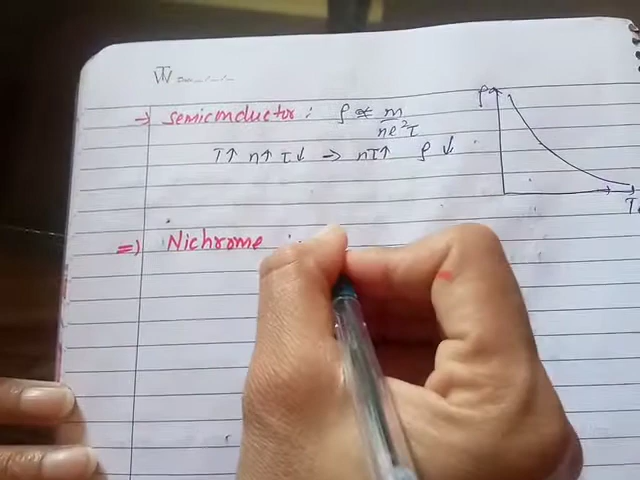 → Semiconductor : ρ ∝ m/ne²τ
T↑ n↑ τ↓ → nτ↑ ρ↓
ρ
T
⇒) Nichrome :